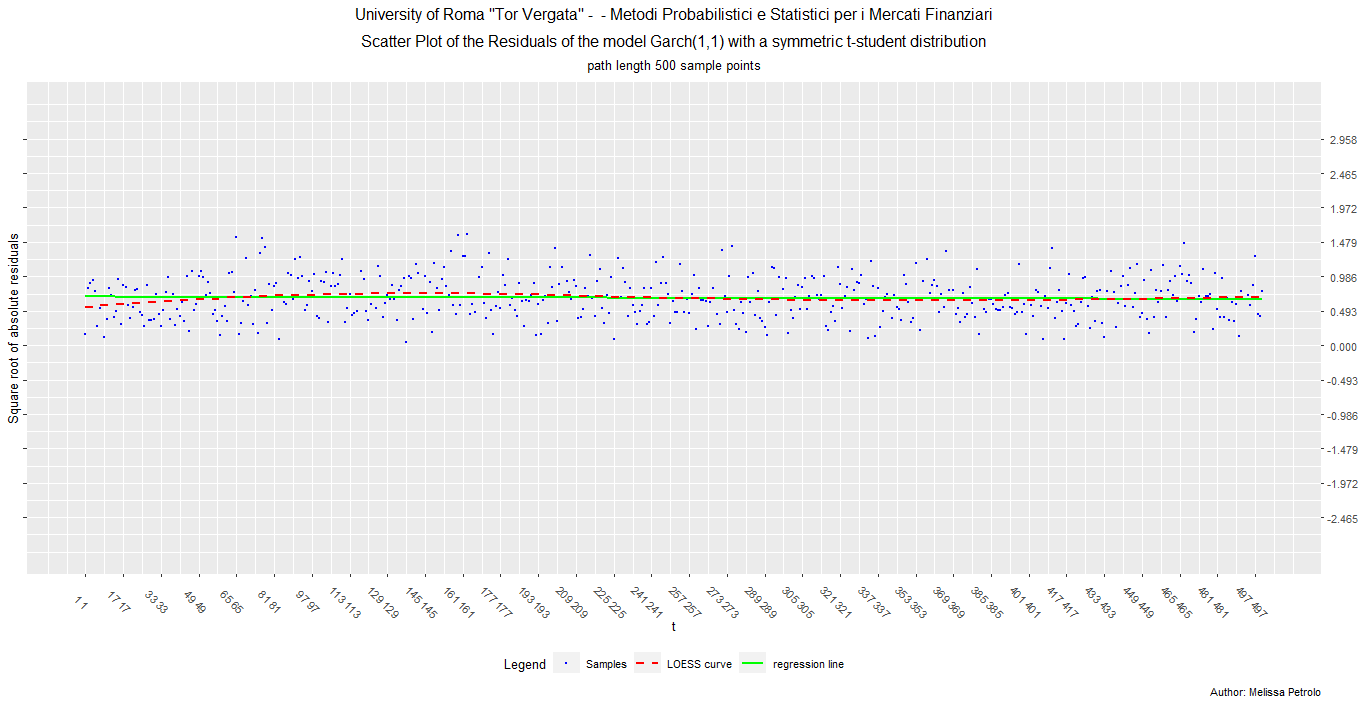 University of Roma "Tor Vergata" -  - Metodi Probabilistici e Statistici per i Mercati Finanziari
Scatter Plot of the Residuals of the model Garch(1,1) with a symmetric t-student distribution
path length 500 sample points
Square root of absolute residuals
2.958
2.465
1.972
1.479
0.986
0.493
0.000
-0.493
-0.986
-1.479
-1.972
-2.465
1 1 17 17 33 33 49 49 65 65 81 81 97 97 113 113 129 129 145 145 161 161 177 177 193 193 209 209 225 225 241 241 257 257 273 273 289 289 305 305 321 321 337 337 353 353 369 369 385 385 401 401 417 417 433 433 449 449 465 465 481 481 497 497
t
Legend Samples LOESS curve regression line
Author: Melissa Petrolo